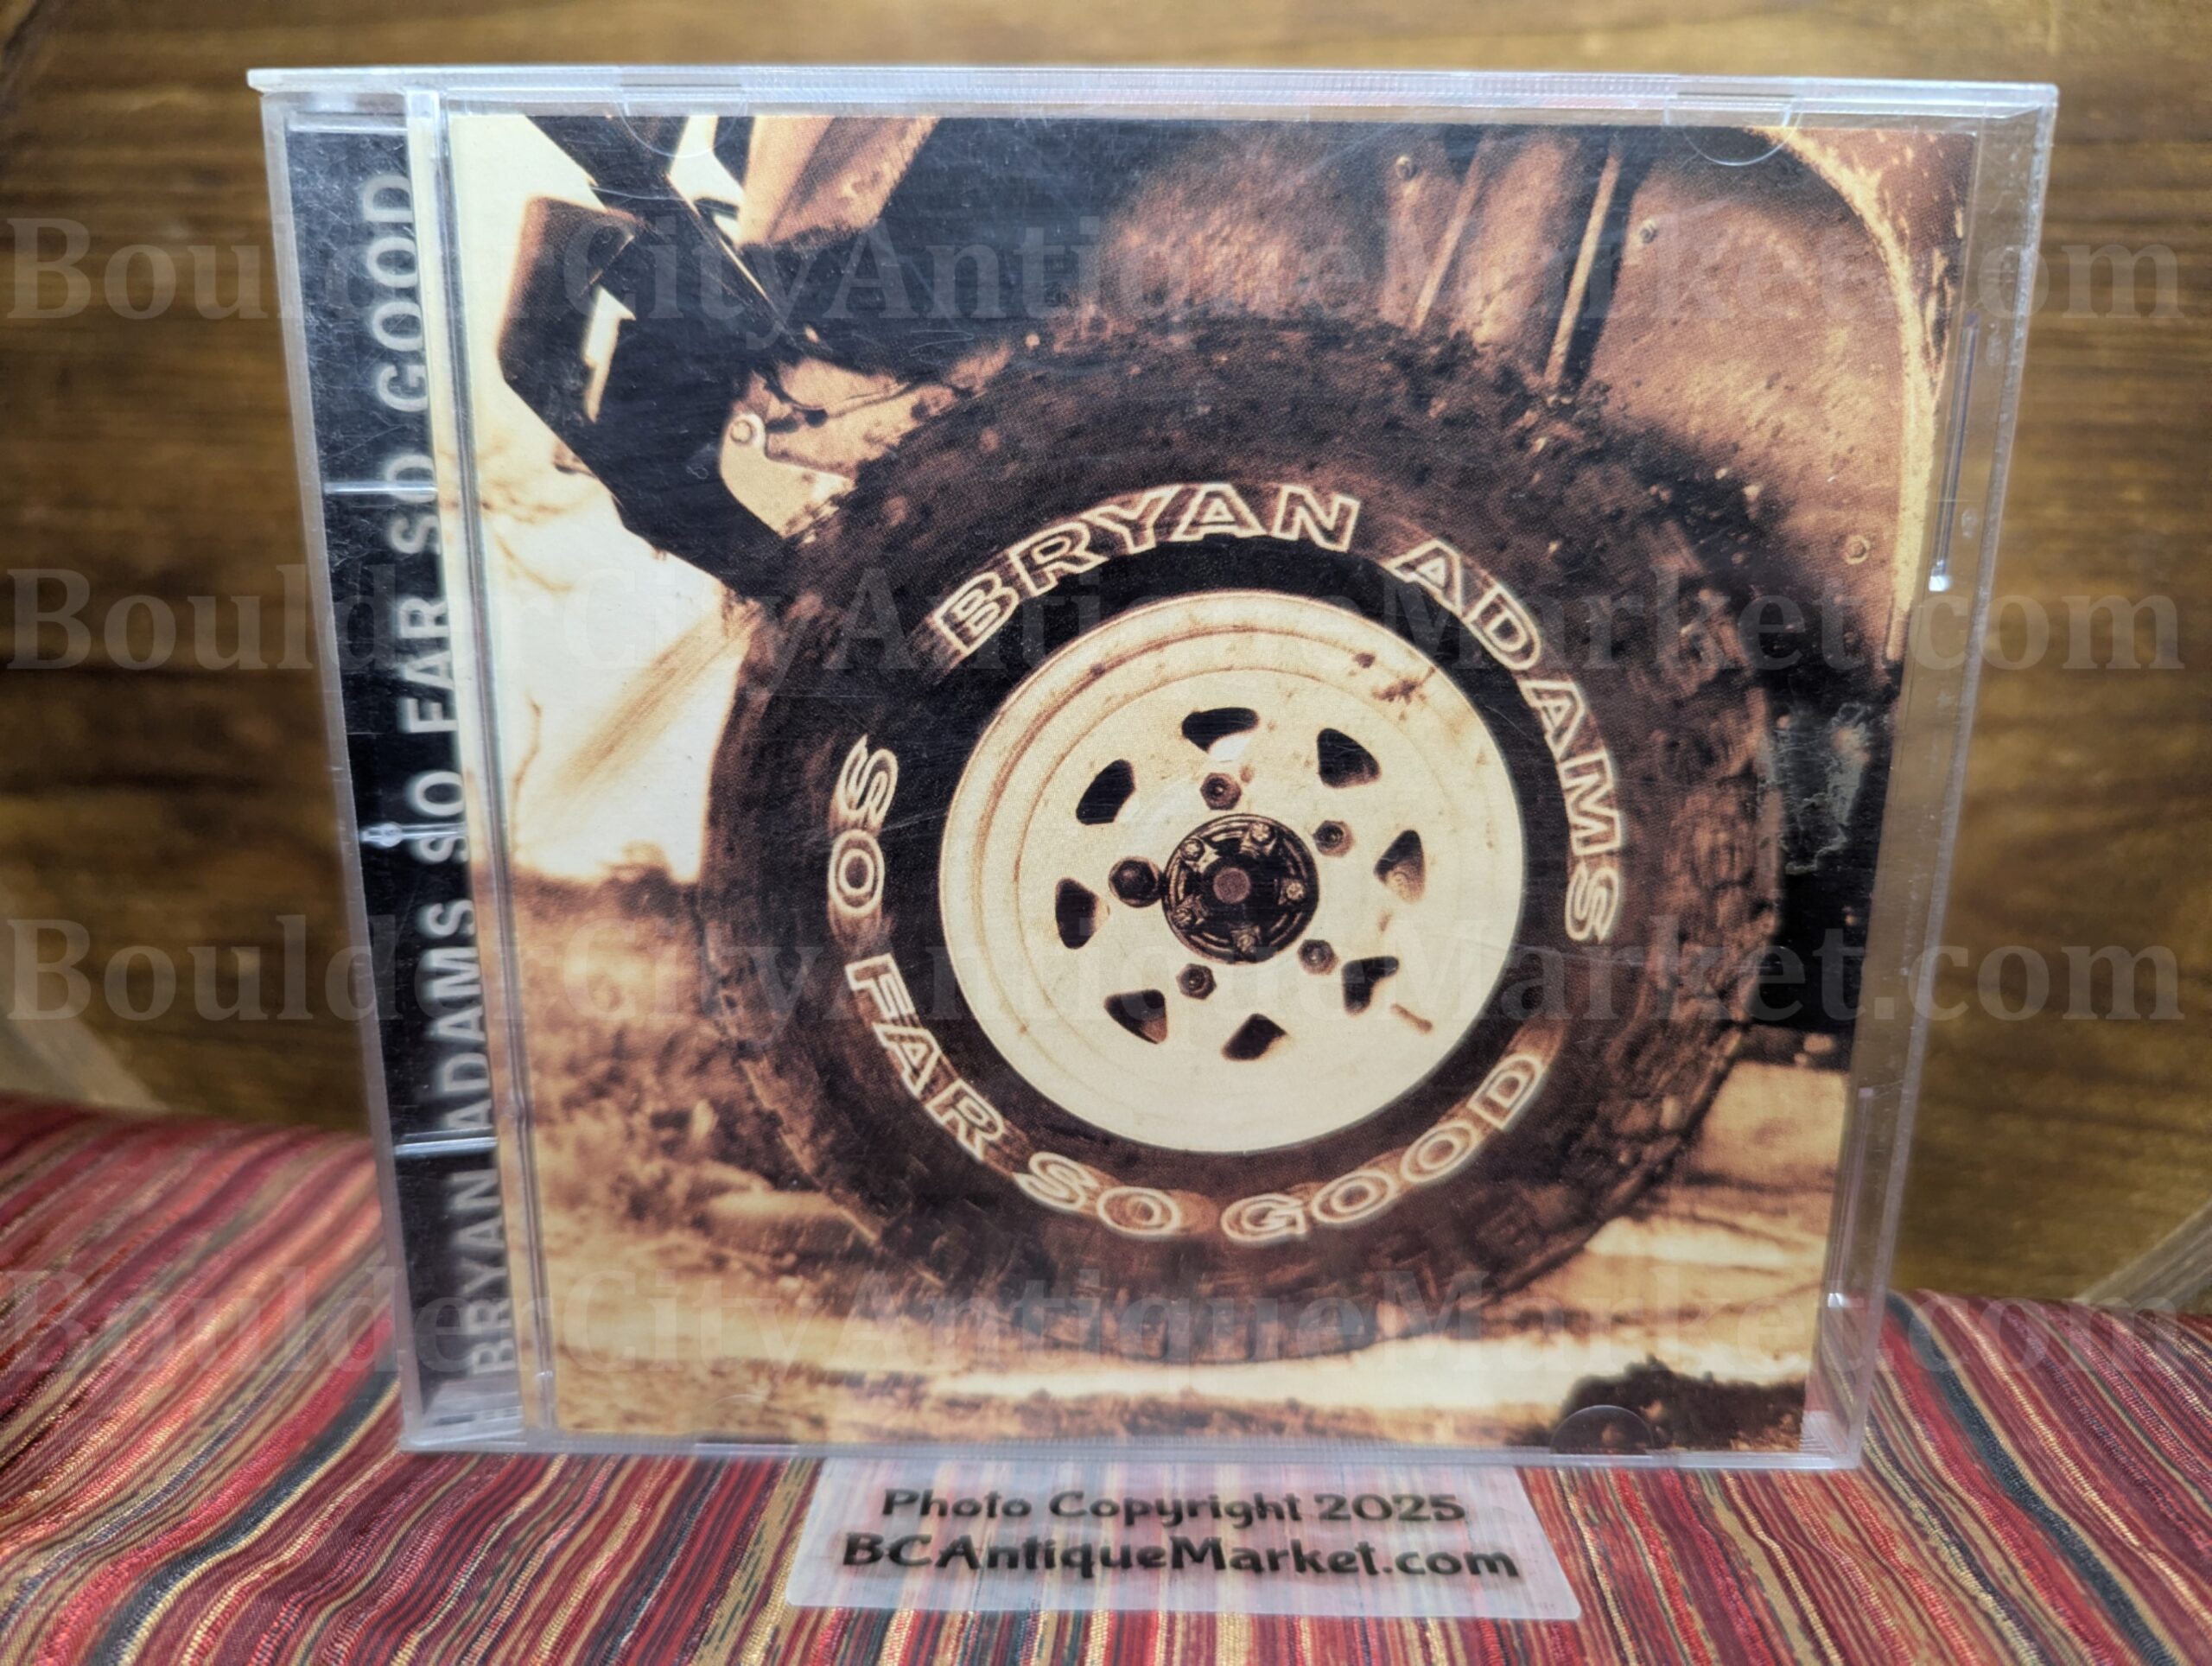 BoulderCityAntiqueMarket.com
BRYAN ADAMS SO FAR SO GOOD
BRYAN ADAMS
SO FAR SO GOOD
BoulderCityAntiqueMarket.com
BoulderCityAntiqueMarket.com
BoulderCityAntiqueMarket.com
Photo Copyright 2025
BCAntiqueMarket.com